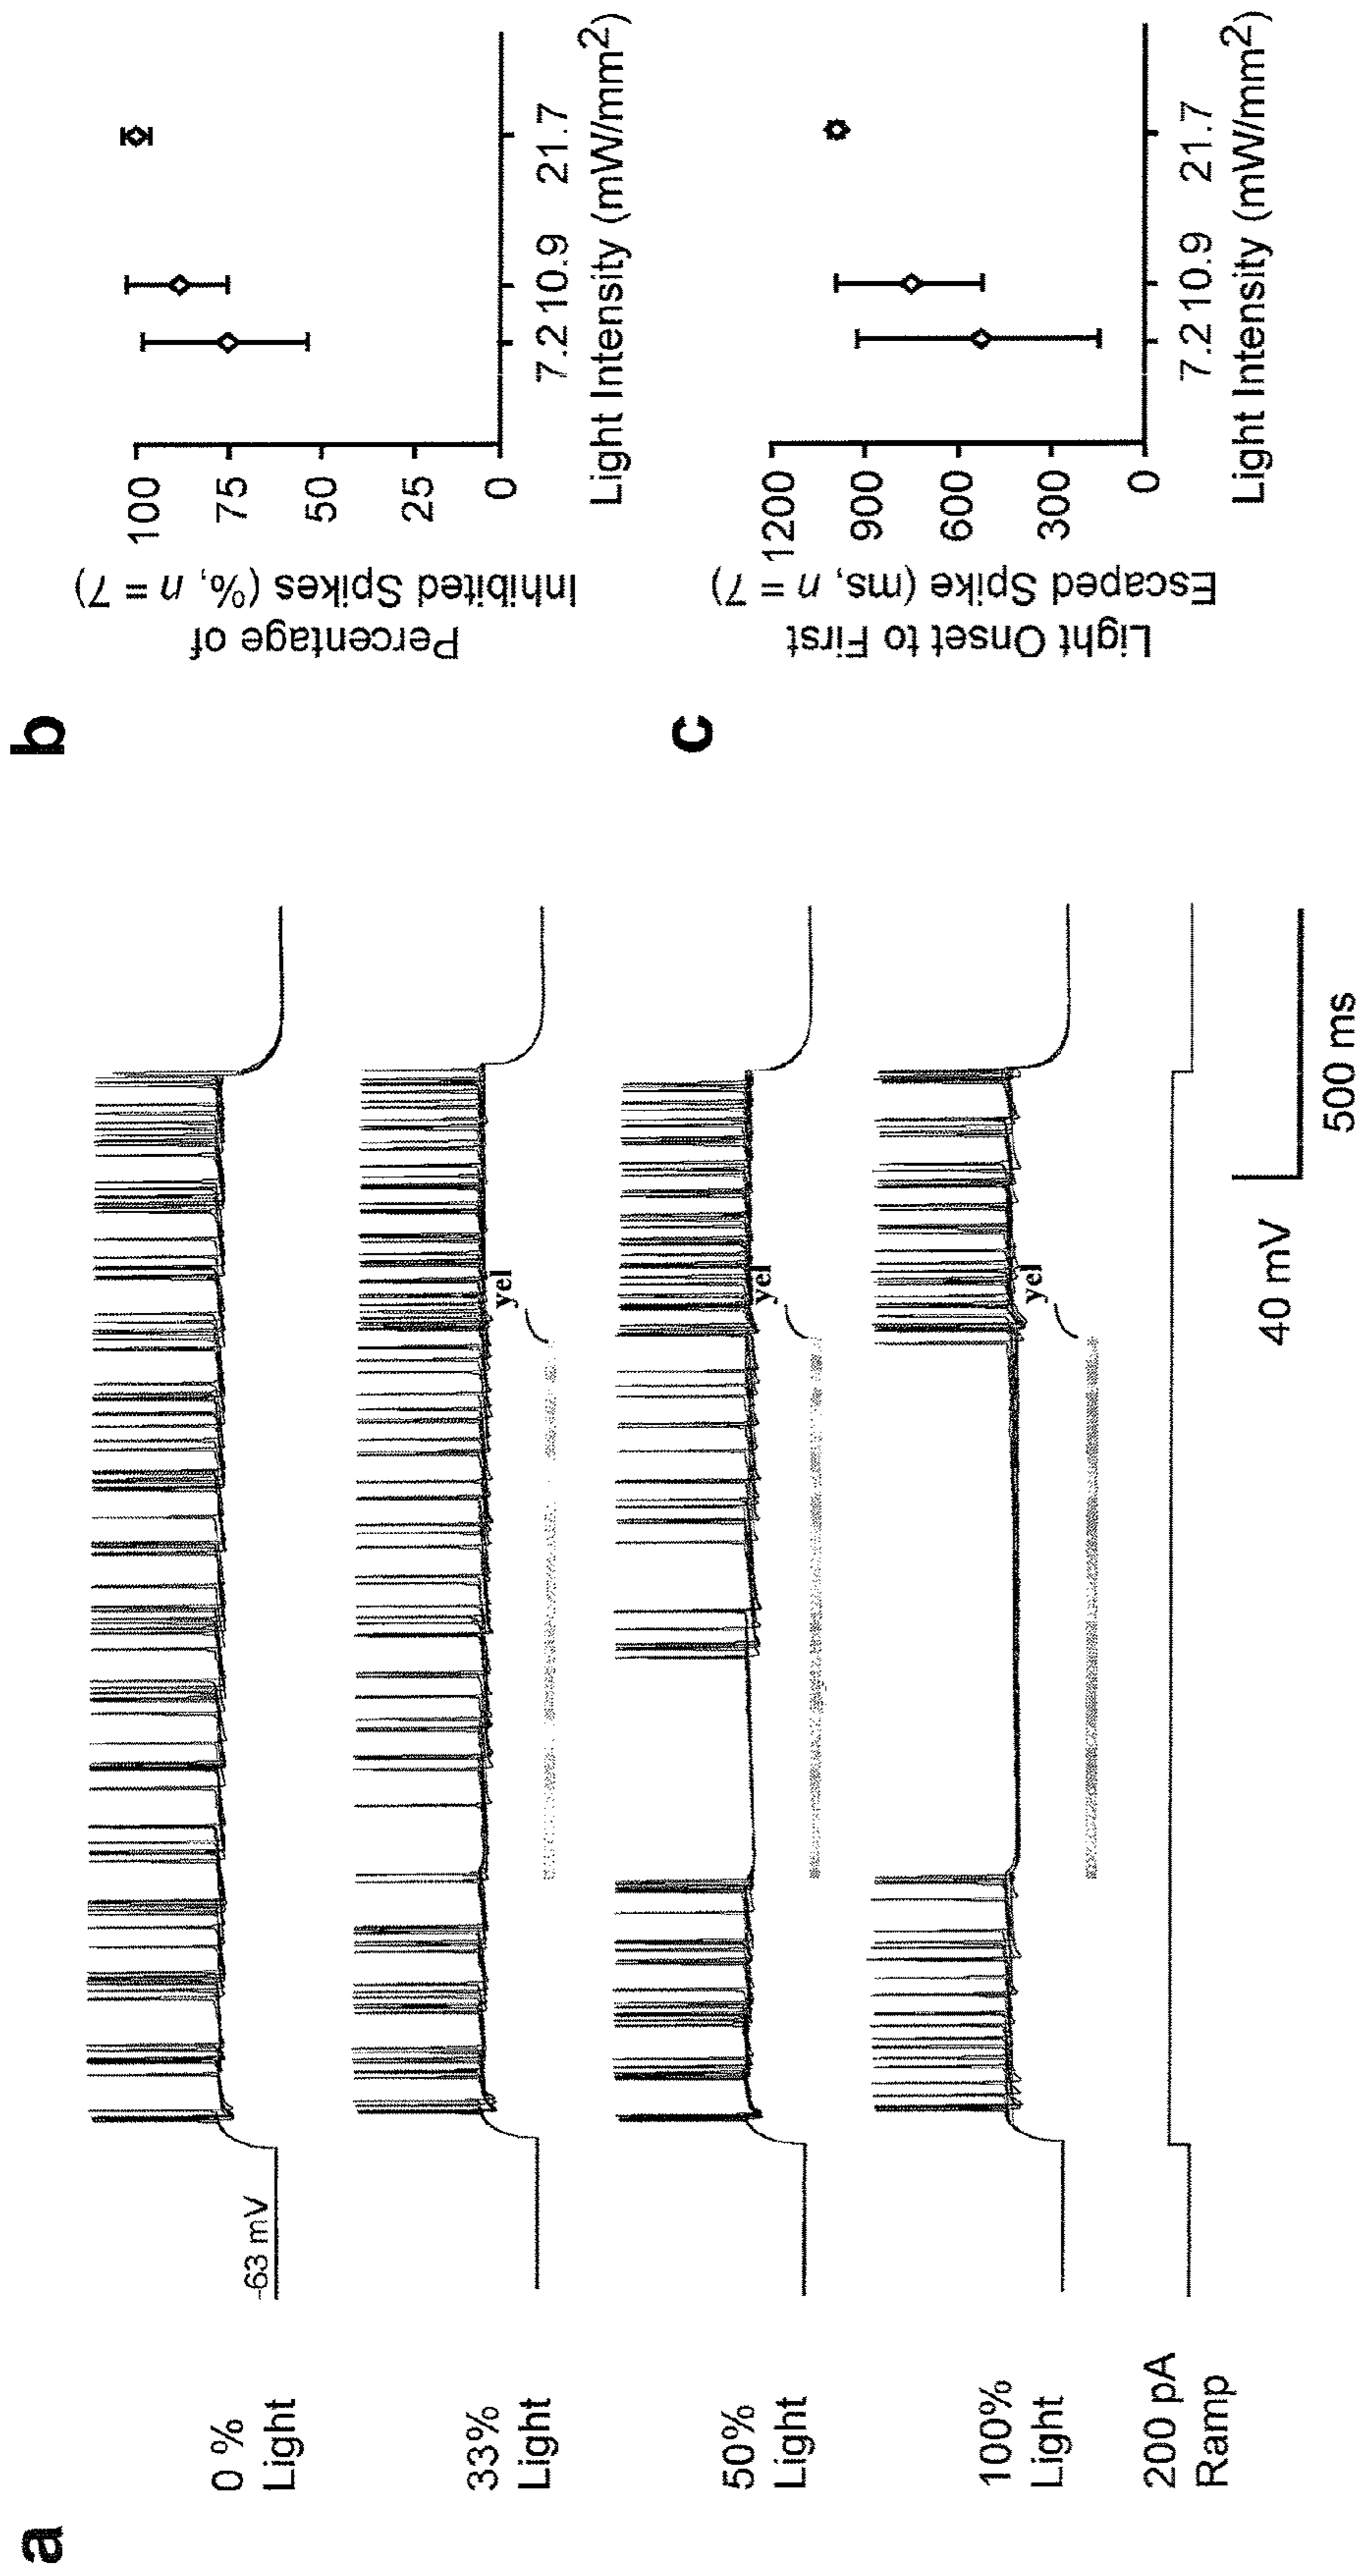 a
0 %
Light
-63 mV
33%
Light
yel
50%
Light
yel
100%
Light
yel
200 pA
Ramp
40 mV
500 ms
b
Percentage of
Inhibited Spikes (%, n = 7)
100
75
50
25
0
7.2 10.9 21.7
Light Intensity (mW/mm²)
c
Light Onset to First
Escaped Spike (ms, n = 7)
1200
900
600
300
0
7.2 10.9 21.7
Light Intensity (mW/mm²)